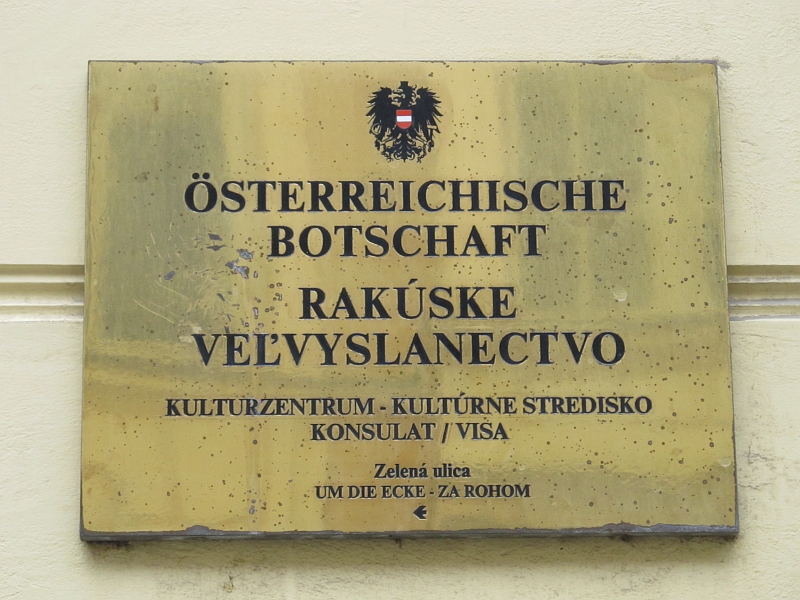 ÖSTERREICHISCHE
BOTSCHAFT
RAKÚSKE
VEĽVYSLANECTVO
KULTURZENTRUM - KULTÚRNE STREDISKO
KONSULAT / VISA
Zelená ulica
UM DIE ECKE - ZA ROHOM